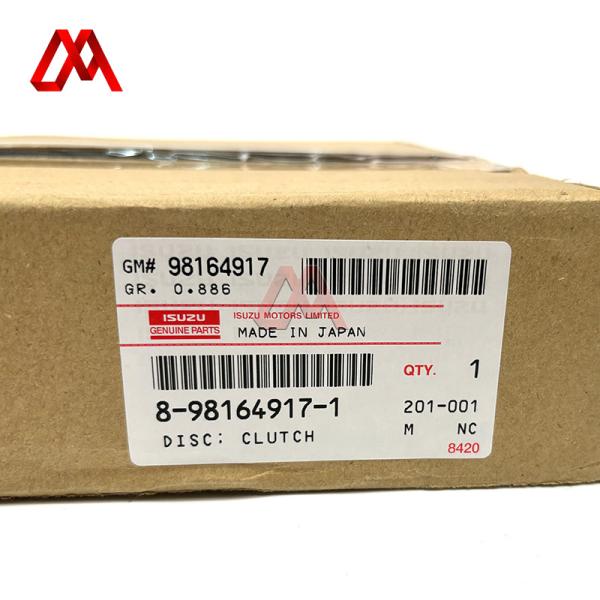 GM# 98164917
GR. 0.886
ISUZU
GENUINE PARTS
ISUZU MOTORS LIMITED
MADE IN JAPAN
QTY. 1
8-98164917-1
201-001
DISC: CLUTCH
M NC
8420